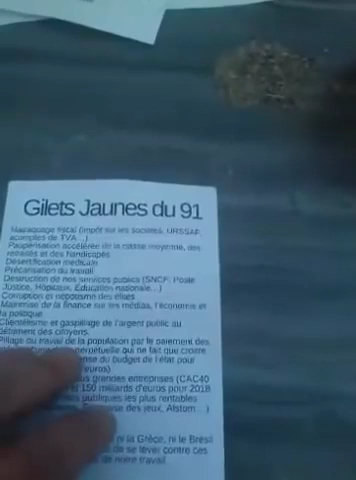 Gilets Jaunes du 91
Matraquage fiscal (impôt sur les sociétés, URSSAF,
acomptes de TVA ...)
Paupérisation accélérée de la classe moyenne, des
retraités et des handicapés
Désertification médicale
Précarisation du travail
Destruction de nos services publics (SNCF, Poste
Justice, Hôpitaux, Éducation nationale...)
Corruption et népotisme des élites
Mainmise de la finance sur les médias, l'économie et
la politique
Clientélisme et gaspillage de l'argent public au
détriment des citoyens.
Pillage du travail de la population par le paiement des
perpétuelle qui ne fait que croître
du budget de l'état pour
euros)
grandes entreprises (CAC40
150 milliards d'euros pour 2018
publiques les plus rentables
des jeux, Alstom...)
ni la Grèce, ni le Brésil
de se lever contre ces
de notre travail